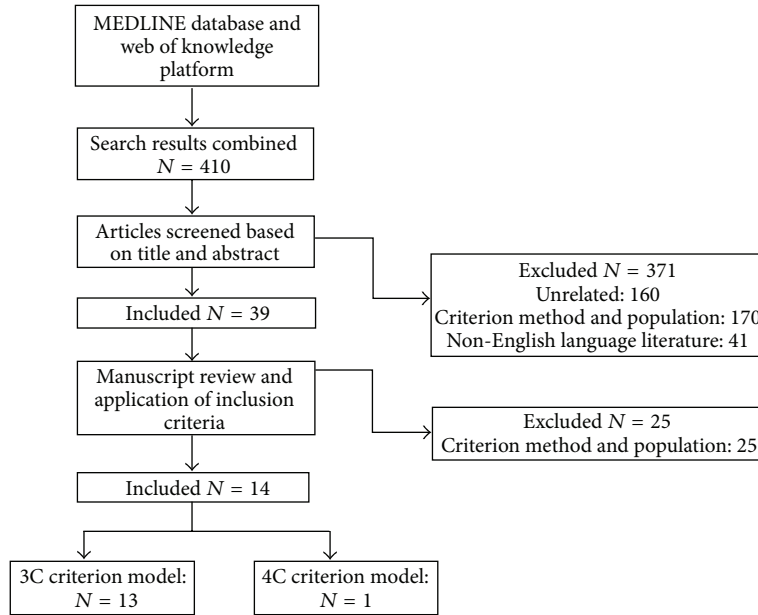 MEDLINE database and
web of knowledge
platform
Search results combined
N = 410
Articles screened based
on title and abstract
Excluded N = 371
Unrelated: 160
Criterion method and population: 170
Non-English language literature: 41
Included N = 39
Manuscript review and
application of inclusion
criteria
Excluded N = 25
Criterion method and population: 25
Included N = 14
3C criterion model:
N = 13
4C criterion model:
N = 1